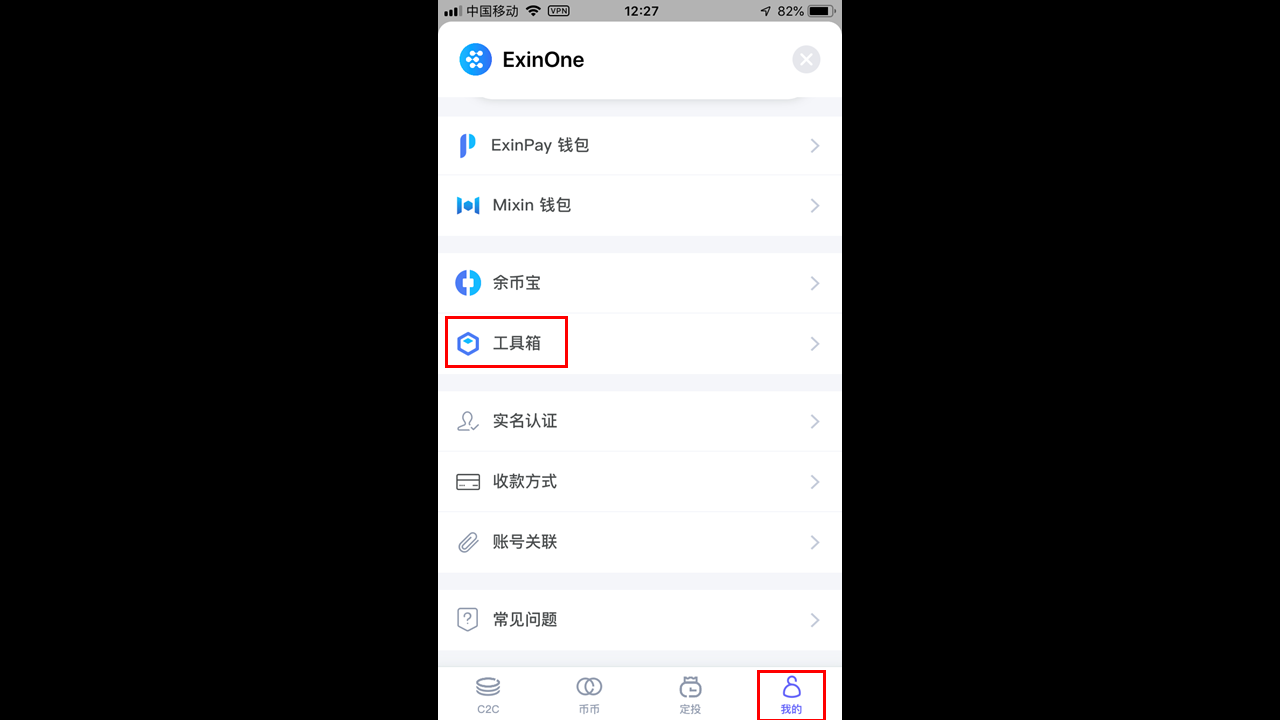 中国移动 VPN 12:27 82%
ExinOne
ExinPay 钱包
Mixin 钱包
余币宝
工具箱
实名认证
收款方式
账号关联
常见问题
C2C 币币 定投 我的